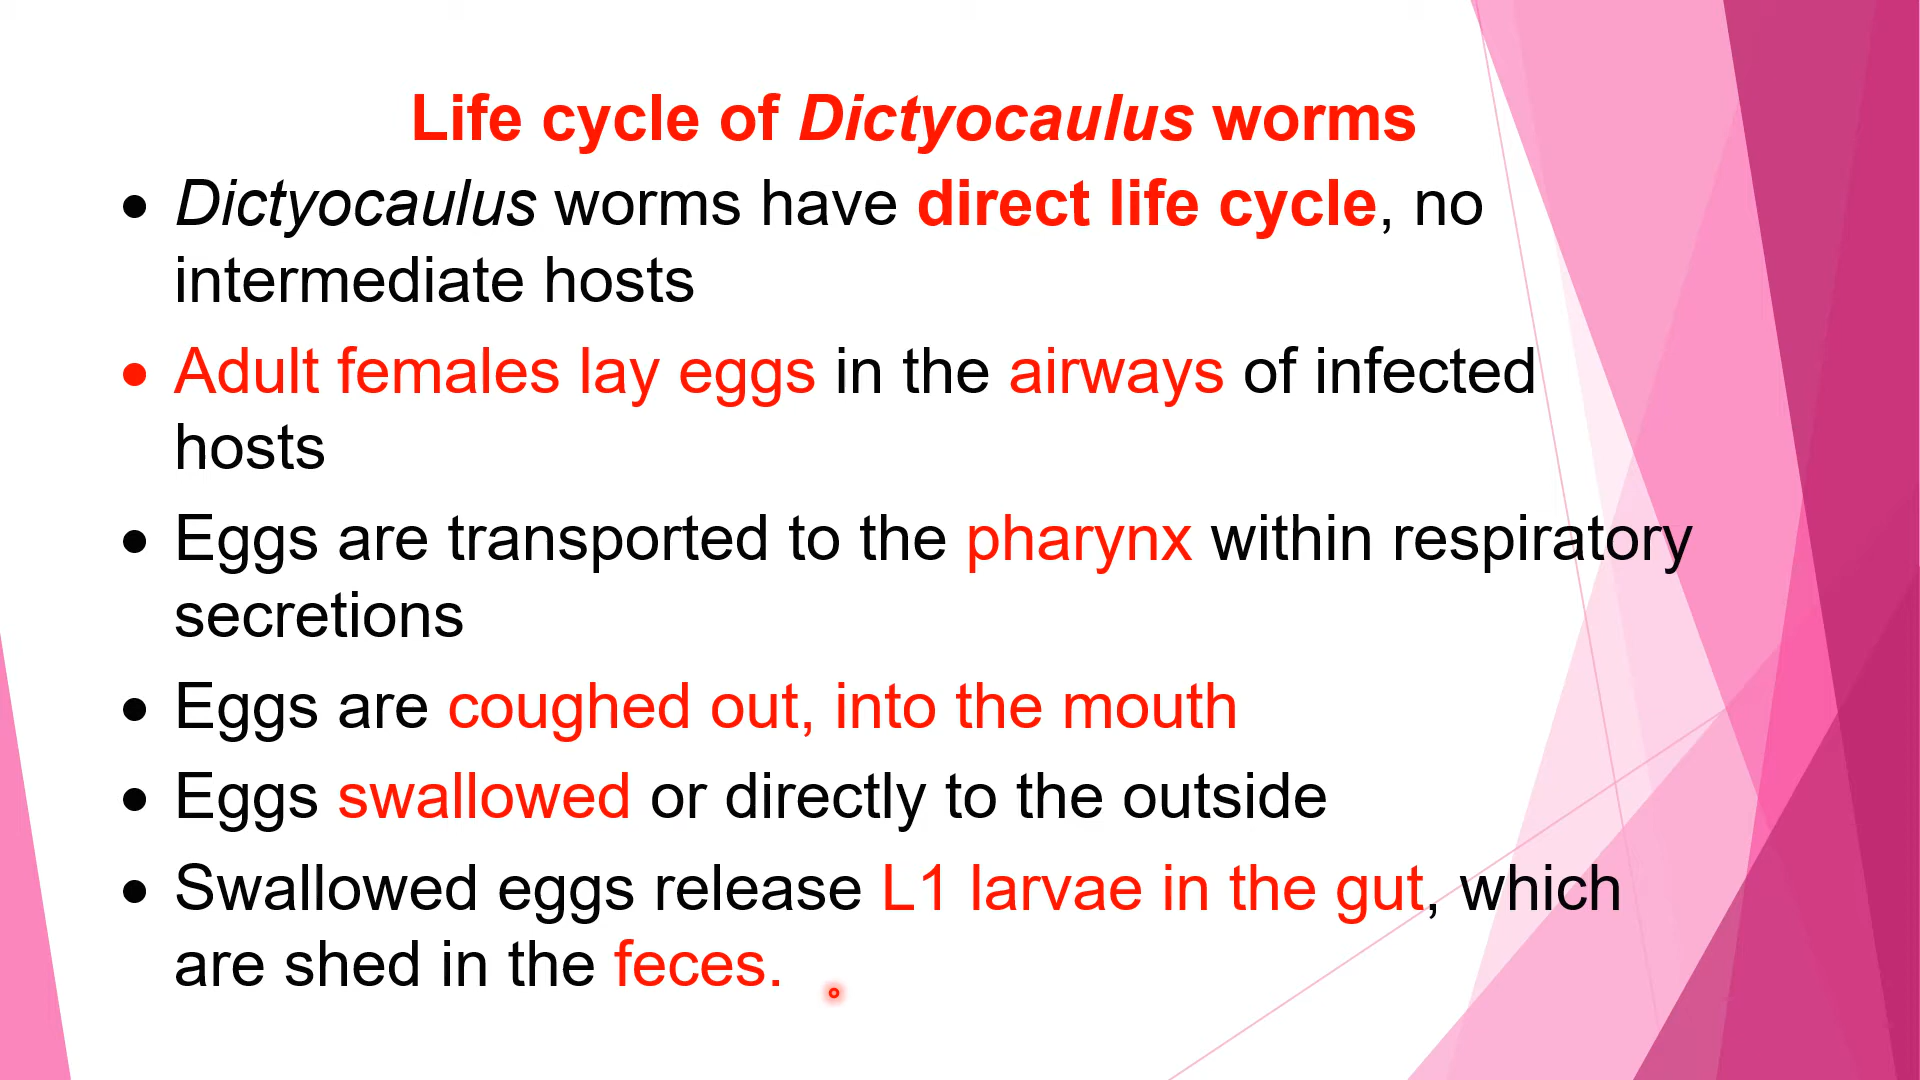 Life cycle of Dictyocaulus worms
• Dictyocaulus worms have direct life cycle, no
intermediate hosts
• Adult females lay eggs in the airways of infected
hosts
• Eggs are transported to the pharynx within respiratory
secretions
• Eggs are coughed out, into the mouth
• Eggs swallowed or directly to the outside
• Swallowed eggs release L1 larvae in the gut, which
are shed in the feces.